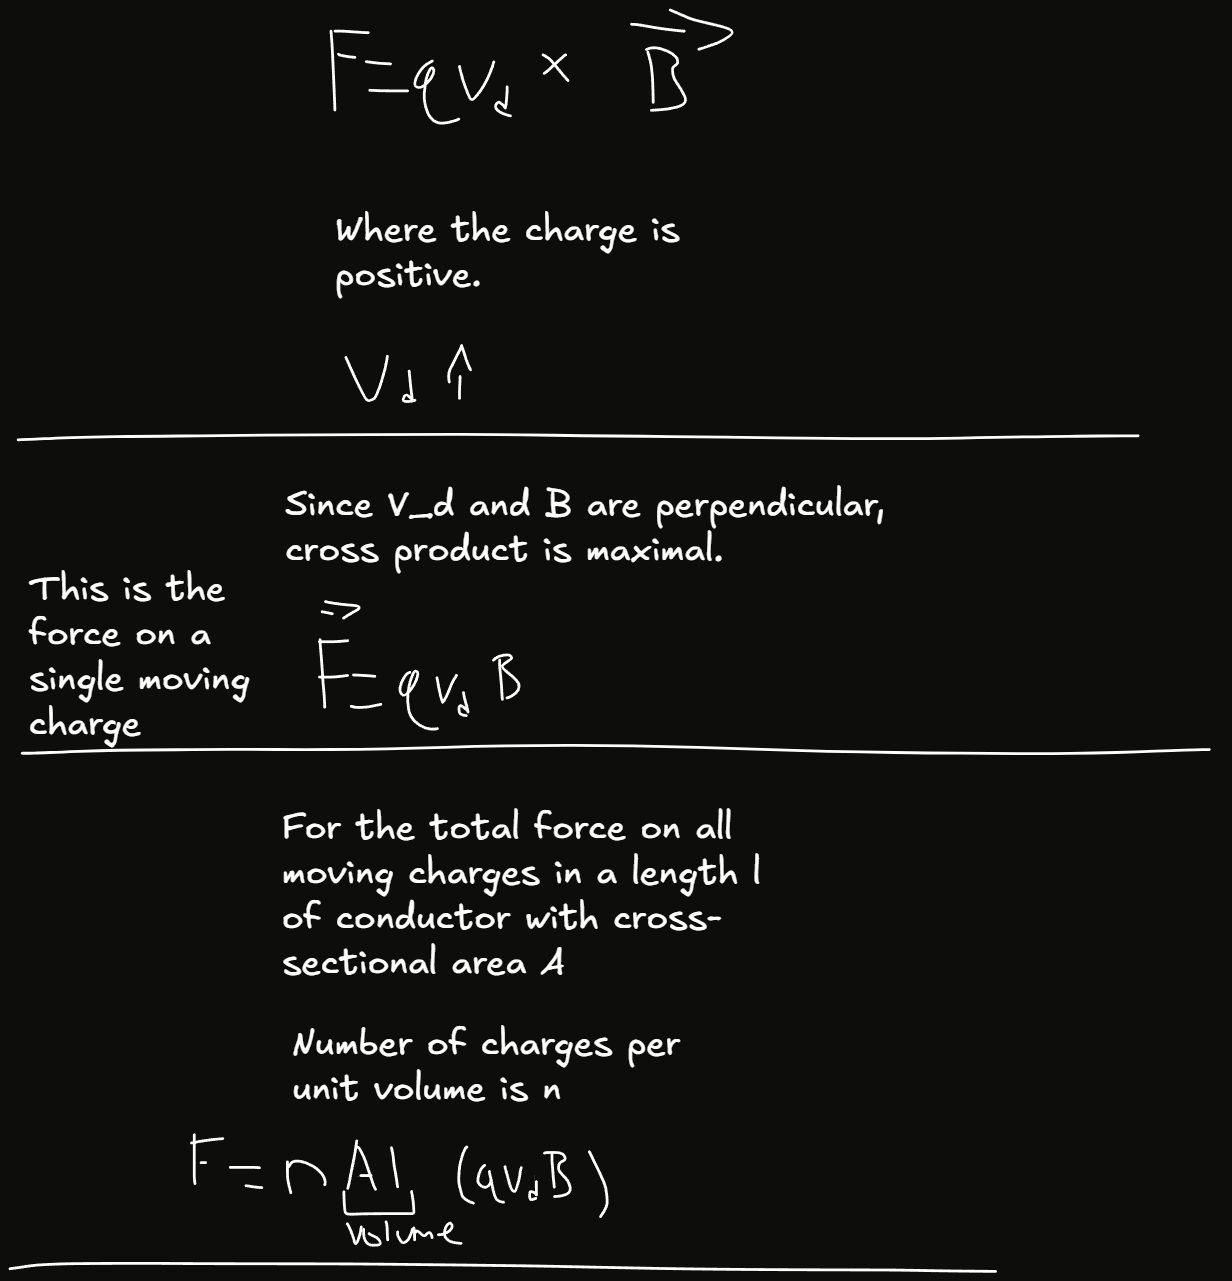 F = qv_d × B⃗
Where the charge is
positive.
V_d ↑
Since V_d and B are perpendicular,
cross product is maximal.
This is the
force on a
single moving
charge
F⃗ = qv_d B
For the total force on all
moving charges in a length l
of conductor with cross-
sectional area A
Number of charges per
unit volume is n
F = n Al (qv_d B)
volume